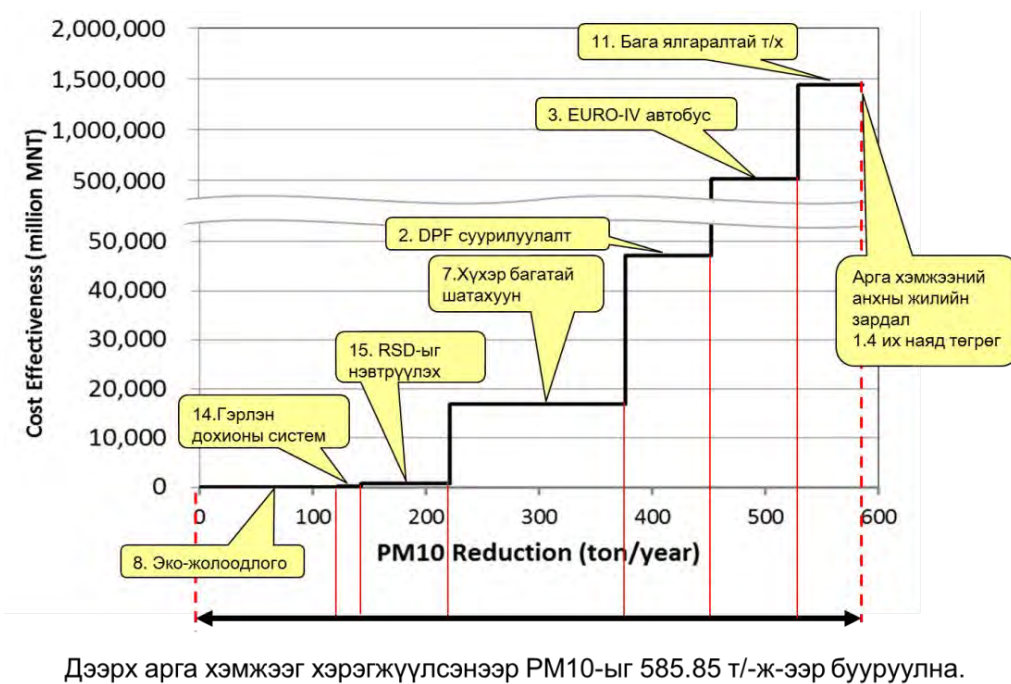 2,000,000
11. Бага ялгаралтай т/х
1,500,000
3. EURO-IV автобус
1,000,000
500,000
Cost Effectiveness (million MNT)
2. DPF суурилуулалт
50,000
7.Хүхэр багатай
шатахуун
40,000
Арга хэмжээний
анхны жилийн
зардал
1.4 их наяд төгрөг
15. RSD-ыг
нэвтрүүлэх
30,000
20,000
14.Гэрлэн
дохионы систем
10,000
0
0 100 200 300 400 500 600
PM10 Reduction (ton/year)
8. Эко-жолоодлого
Дээрх арга хэмжээг хэрэгжүүлсэнээр PM10-ыг 585.85 т/-ж-ээр бууруулна.